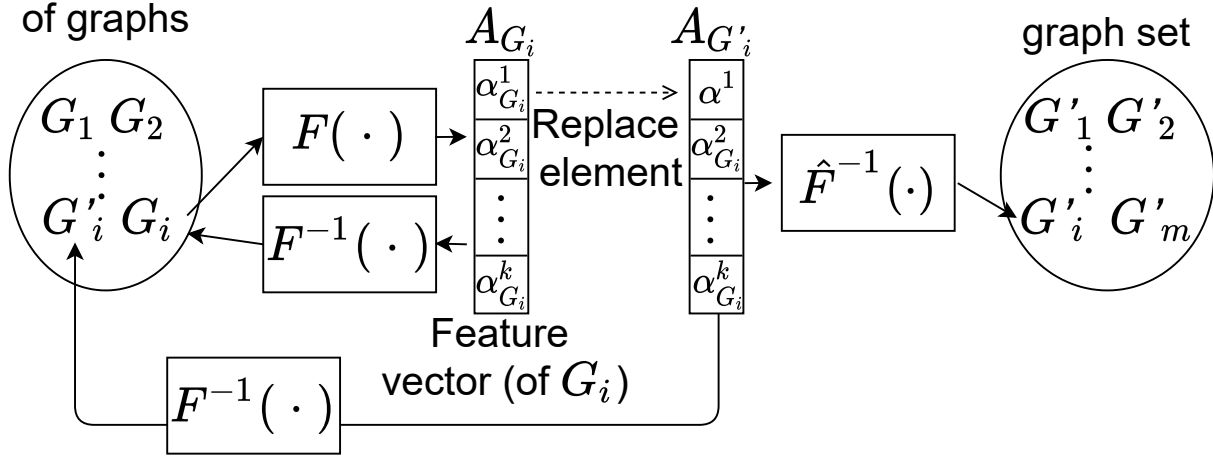 of graphs
A_{G_i}
A_{G'_i}
graph set
G_1 G_2
⋮
G'_i G_i
F(·)
F^{-1}(·)
α^1_{G_i}
α^2_{G_i}
⋮
α^k_{G_i}
Replace
element
α^1
α^2_{G_i}
⋮
α^k_{G_i}
\hat{F}^{-1}(·)
G'_1 G'_2
⋮
G'_i G'_m
Feature
vector (of G_i)
F^{-1}(·)